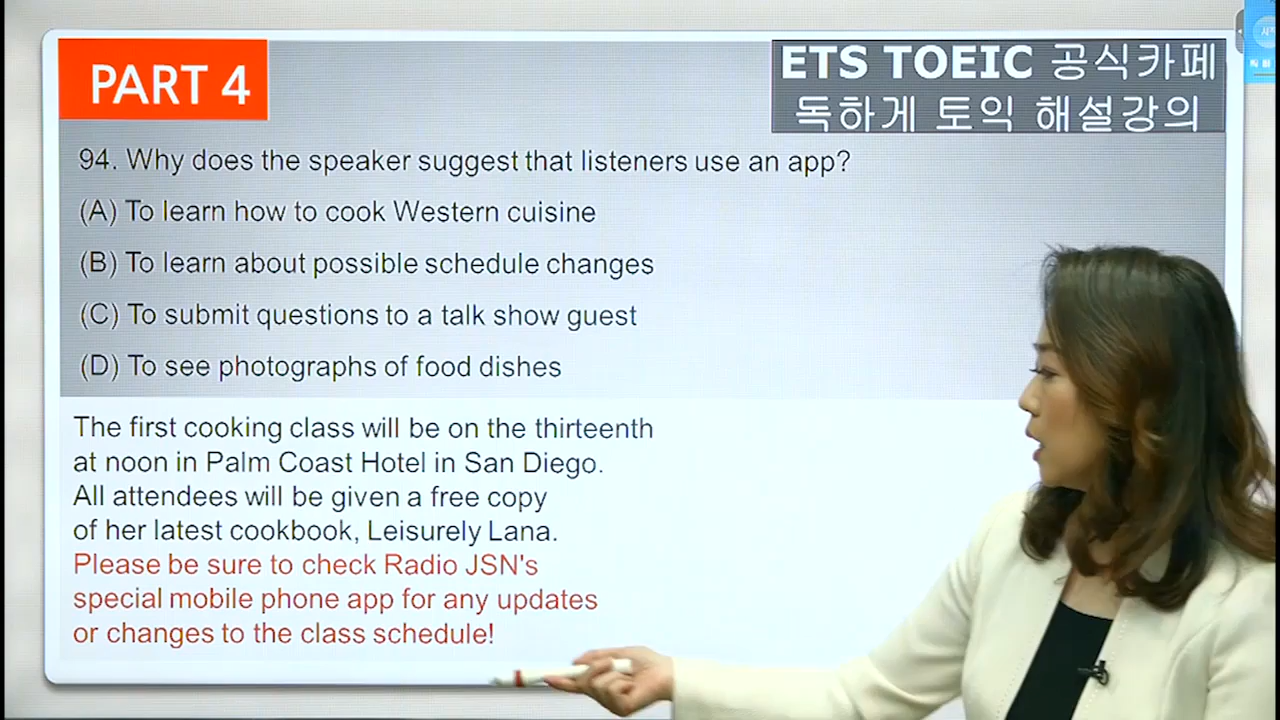 PART 4
ETS TOEIC 공식카페
독하게 토익 해설강의
94. Why does the speaker suggest that listeners use an app?
(A) To learn how to cook Western cuisine
(B) To learn about possible schedule changes
(C) To submit questions to a talk show guest
(D) To see photographs of food dishes
The first cooking class will be on the thirteenth
at noon in Palm Coast Hotel in San Diego.
All attendees will be given a free copy
of her latest cookbook, Leisurely Lana.
Please be sure to check Radio JSN's
special mobile phone app for any updates
or changes to the class schedule!